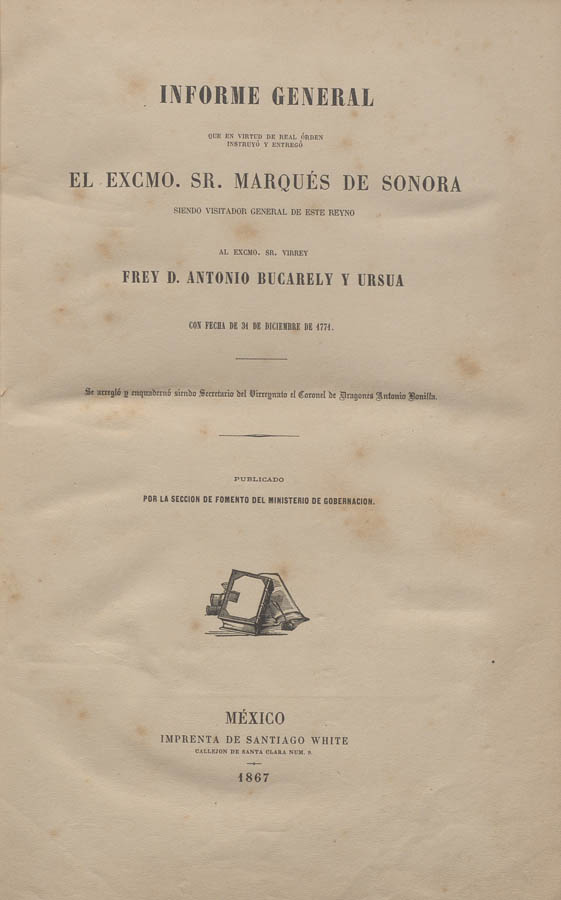 INFORME GENERAL
QUE EN VIRTUD DE REAL ÓRDEN
INSTRUYÓ Y ENTREGÓ
EL EXCMO. SR. MARQUÉS DE SONORA
SIENDO VISITADOR GENERAL DE ESTE REYNO
AL EXCMO. SR. VIRREY
FREY D. ANTONIO BUCARELY Y URSUA
CON FECHA DE 31 DE DICIEMBRE DE 1771.
Se arregló y enquadernó siendo Secretario del Virreynato el Coronel de Dragones Antonio Bonilla.
PUBLICADO
POR LA SECCION DE FOMENTO DEL MINISTERIO DE GOBERNACION.
MÉXICO
IMPRENTA DE SANTIAGO WHITE
CALLEJON DE SANTA CLARA NUM. 9.
1867